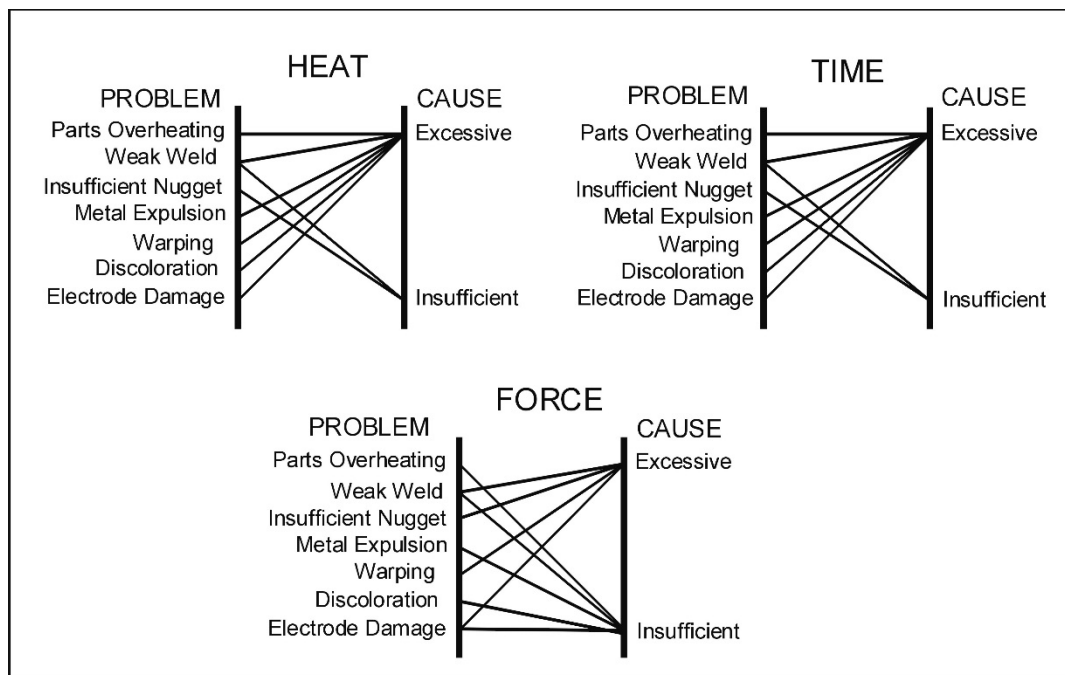 HEAT
PROBLEM
CAUSE
Parts Overheating
Excessive
Weak Weld
Insufficient Nugget
Metal Expulsion
Warping
Discoloration
Electrode Damage
Insufficient
TIME
PROBLEM
CAUSE
Parts Overheating
Excessive
Weak Weld
Insufficient Nugget
Metal Expulsion
Warping
Discoloration
Electrode Damage
Insufficient
FORCE
PROBLEM
CAUSE
Parts Overheating
Excessive
Weak Weld
Insufficient Nugget
Metal Expulsion
Warping
Discoloration
Electrode Damage
Insufficient